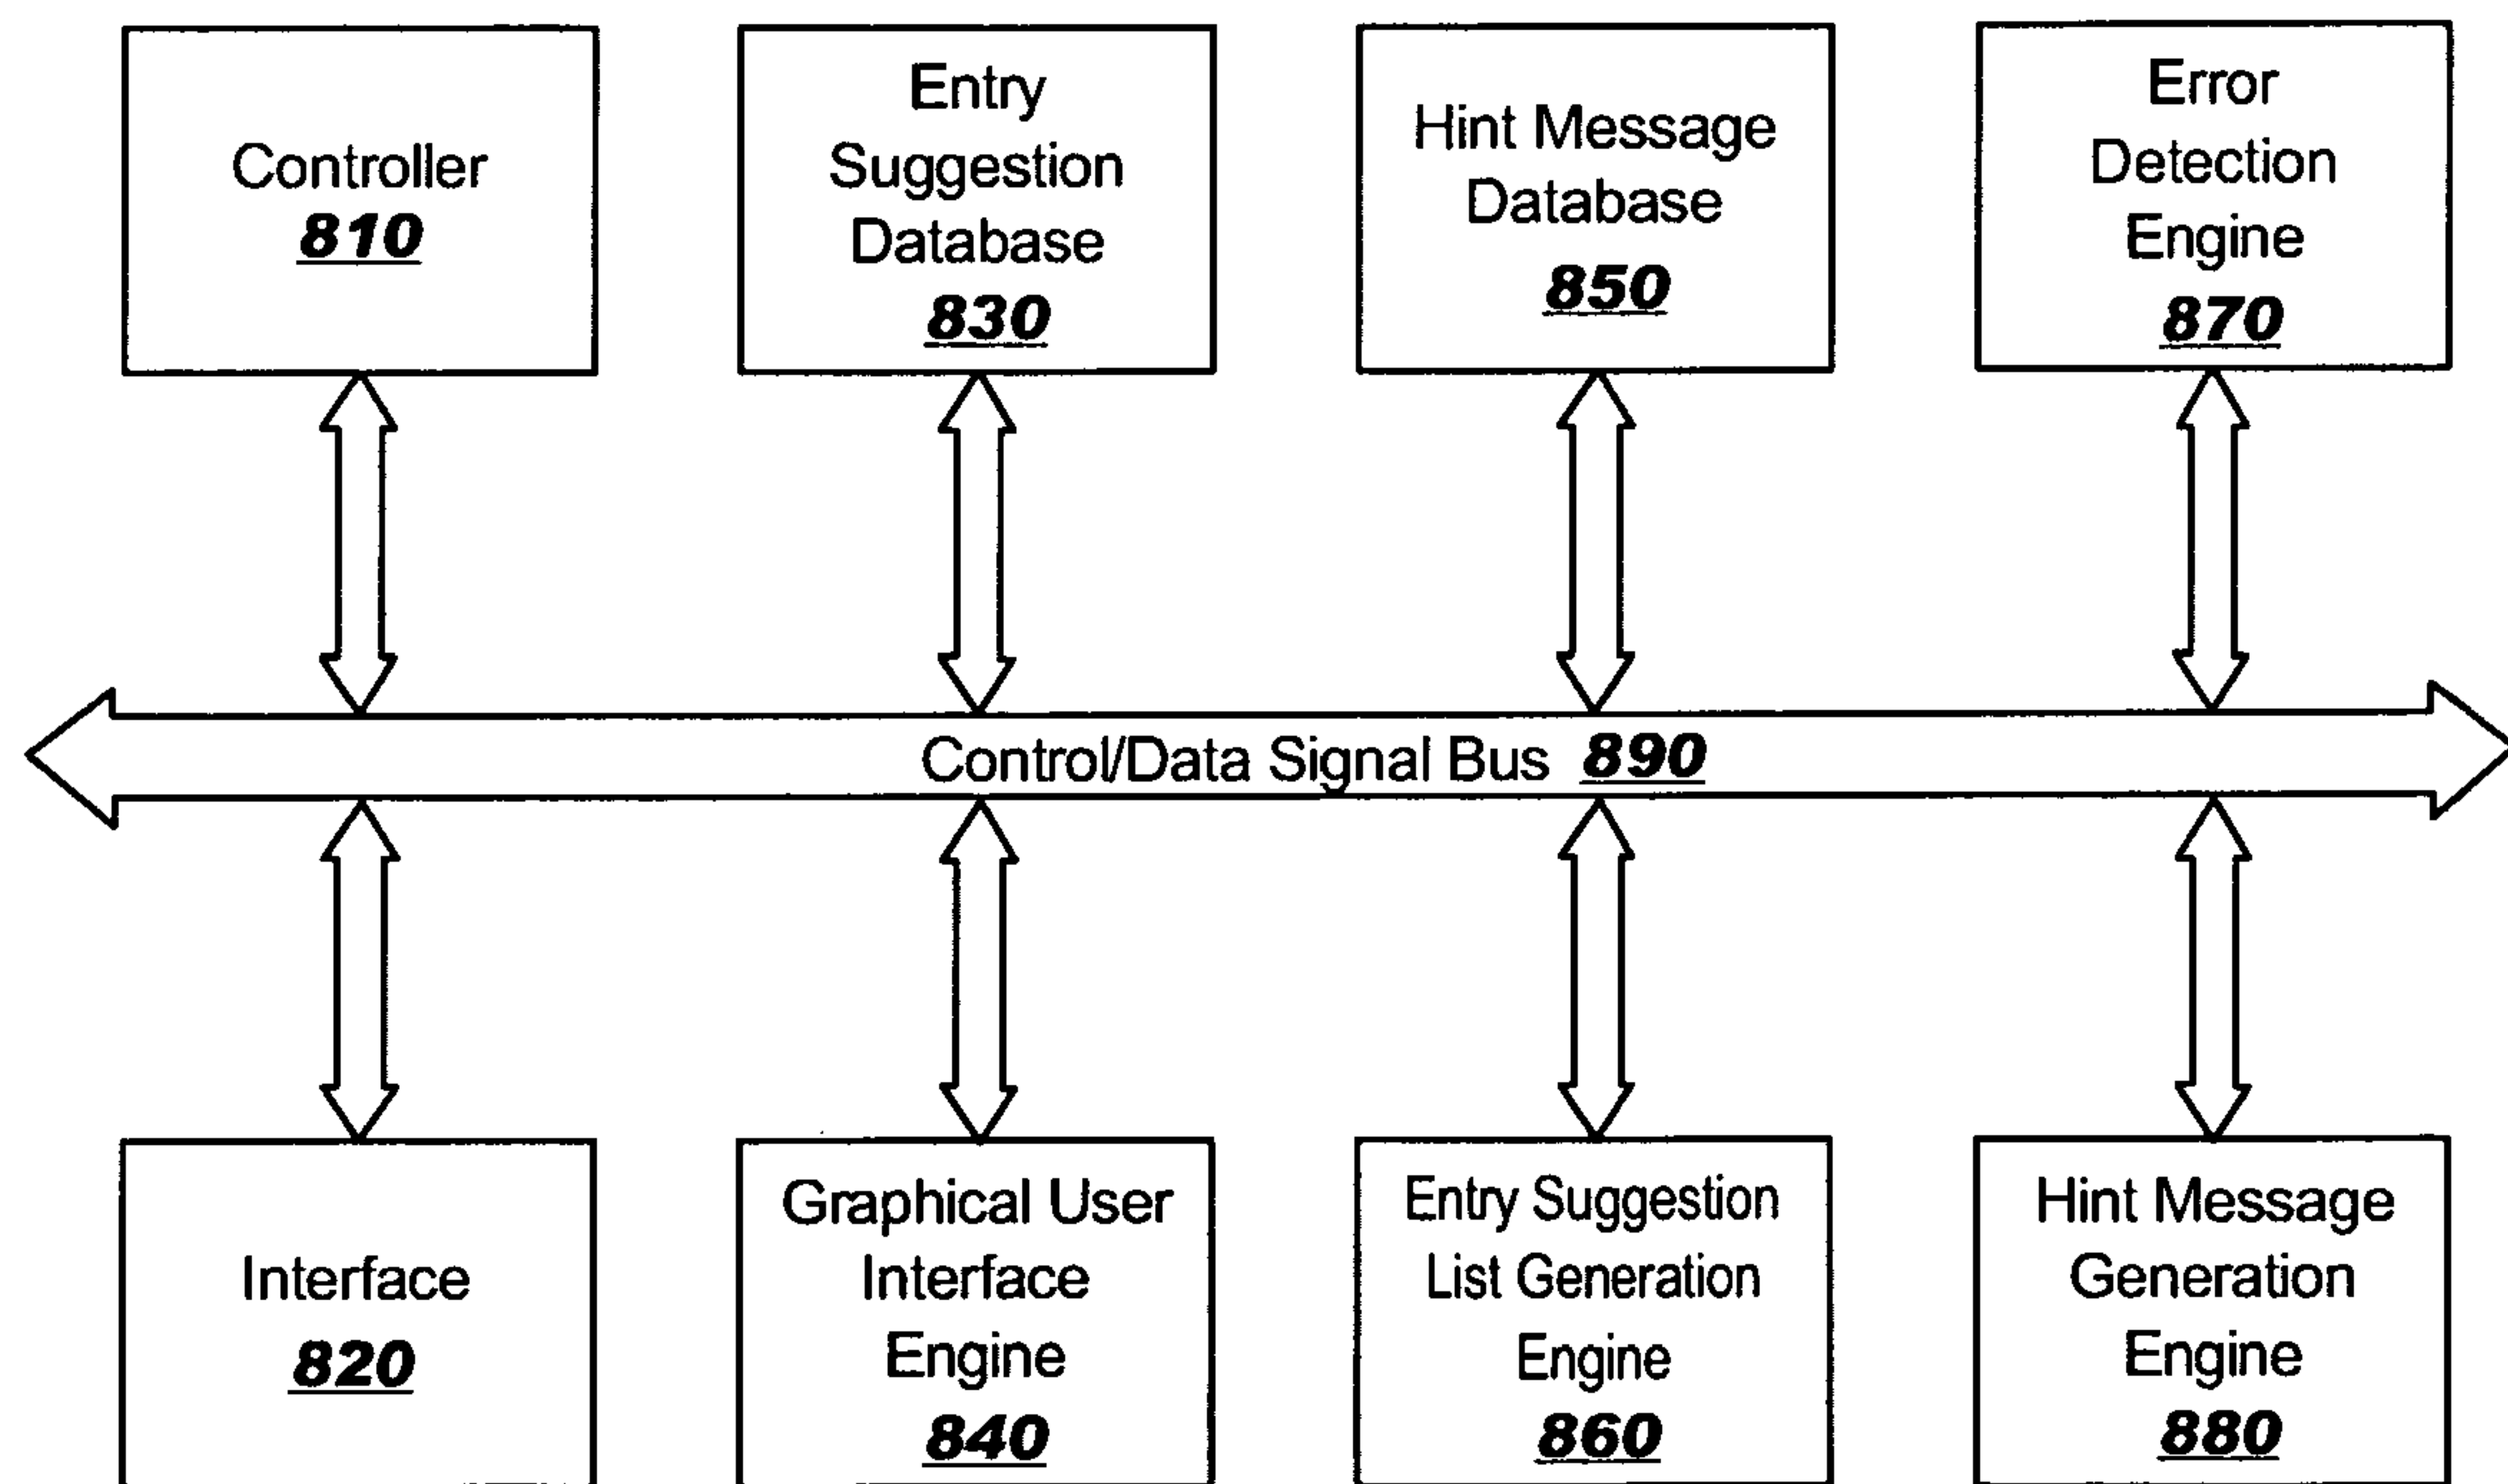 Controller
810
Entry
Suggestion
Database
830
Hint Message
Database
850
Error
Detection
Engine
870
Control/Data Signal Bus 890
Interface
820
Graphical User
Interface
Engine
840
Entry Suggestion
List Generation
Engine
860
Hint Message
Generation
Engine
880